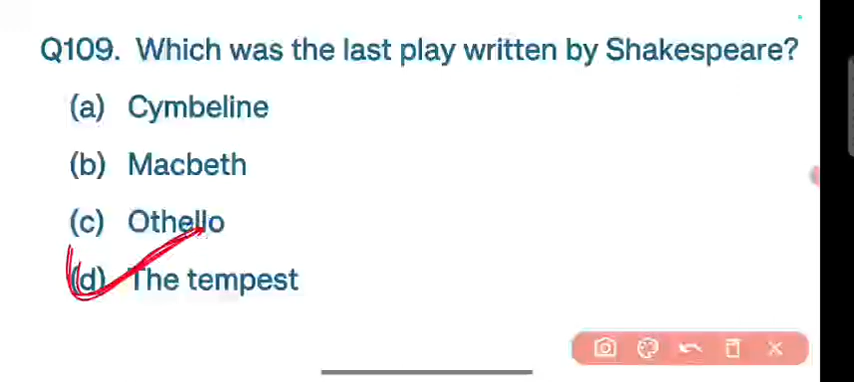 Q109. Which was the last play written by Shakespeare?
(a) Cymbeline
(b) Macbeth
(c) Othello
(d) The tempest